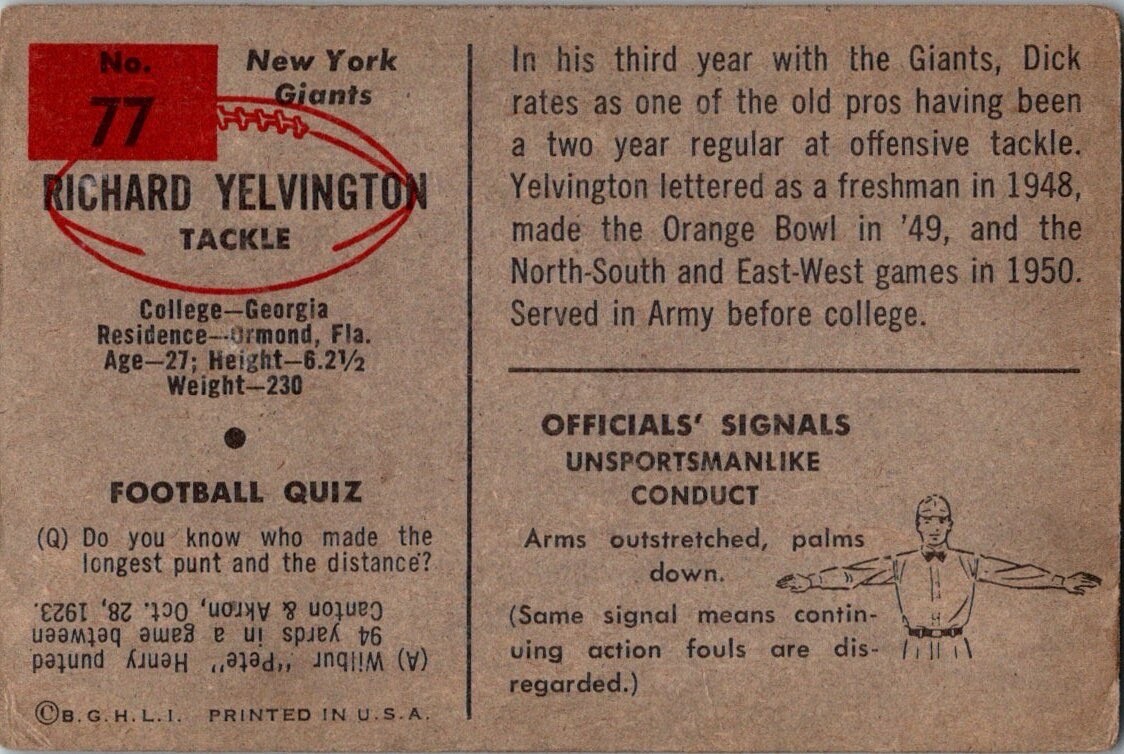 No.
77
New York
Giants
RICHARD YELVINGTON
TACKLE
College—Georgia
Residence—Ormond, Fla.
Age—27; Height—6.2½
Weight—230
FOOTBALL QUIZ
(Q) Do you know who made the
longest punt and the distance?
(A) Wilbur "Pete" Henry punted
94 yards in a game between
Canton & Akron, Oct. 28, 1923.
©B.G.H.L.I. PRINTED IN U.S.A.
In his third year with the Giants, Dick
rates as one of the old pros having been
a two year regular at offensive tackle.
Yelvington lettered as a freshman in 1948,
made the Orange Bowl in '49, and the
North-South and East-West games in 1950.
Served in Army before college.
OFFICIALS' SIGNALS
UNSPORTSMANLIKE
CONDUCT
Arms outstretched, palms
down.
(Same signal means contin-
uing action fouls are dis-
regarded.)